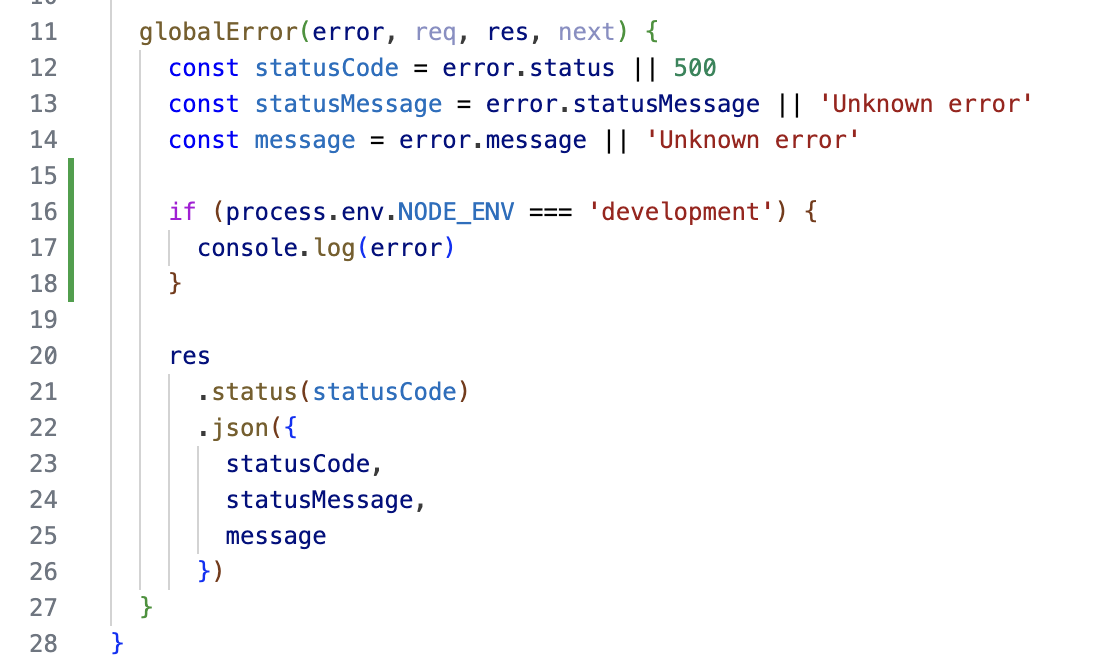 11 globalError(error, req, res, next) {
12 const statusCode = error.status || 500
13 const statusMessage = error.statusMessage || 'Unknown error'
14 const message = error.message || 'Unknown error'
15
16 if (process.env.NODE_ENV === 'development') {
17 console.log(error)
18 }
19
20 res
21 .status(statusCode)
22 .json({
23 statusCode,
24 statusMessage,
25 message
26 })
27 }
28 }